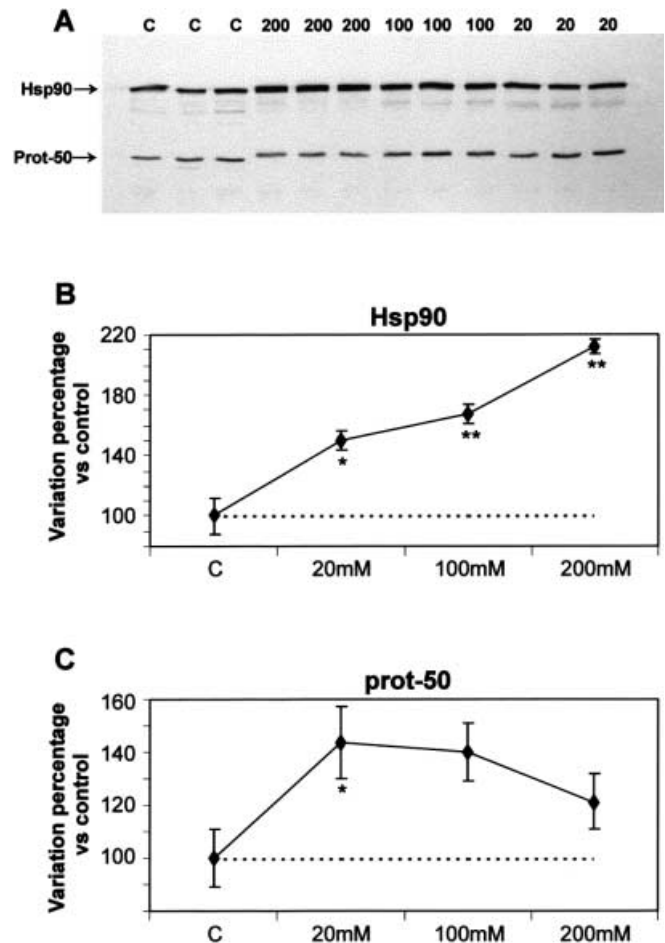 A C C C 200 200 200 100 100 100 20 20 20
Hsp90→
Prot-50→
B
Hsp90
Variation percentage
vs control
220
180
140
100
*
**
**
C 20mM 100mM 200mM
C
prot-50
Variation percentage
vs control
160
140
120
100
*
C 20mM 100mM 200mM